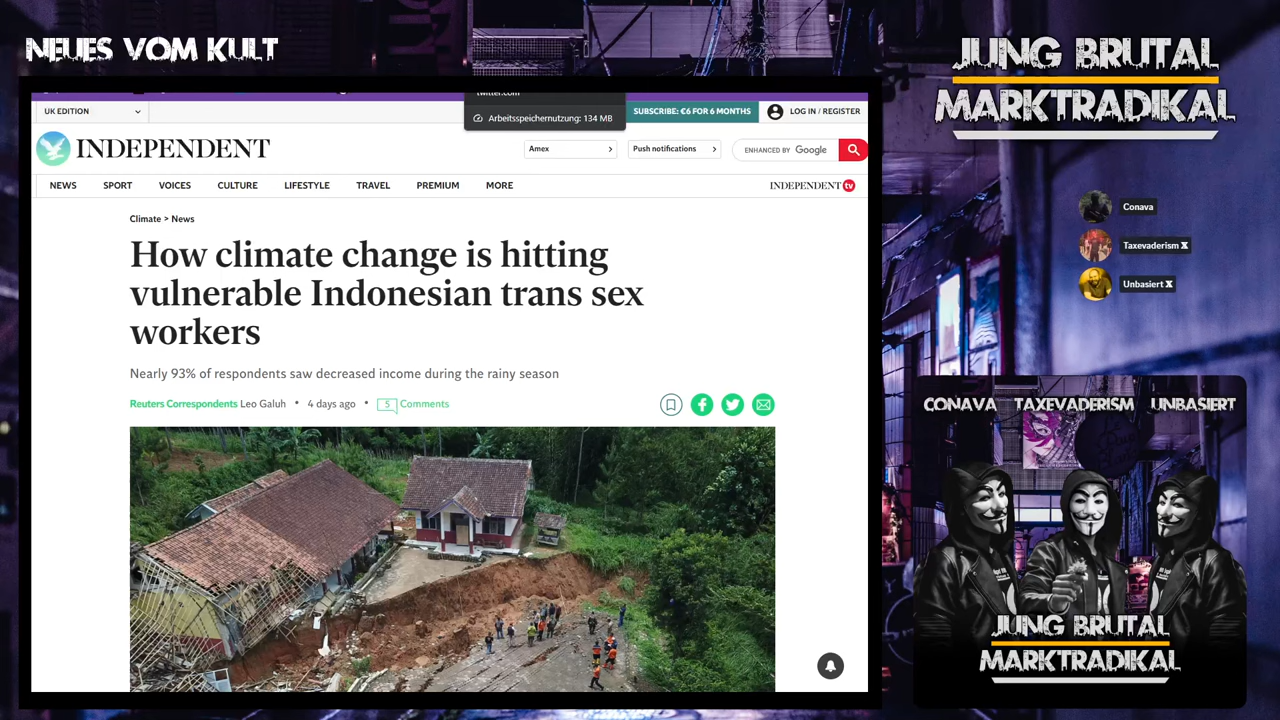 NEUES VOM KULT
twitter.com
Arbeitsspeichernutzung: 134 MB
UK EDITION
SUBSCRIBE: €6 FOR 6 MONTHS
LOG IN / REGISTER
INDEPENDENT
Amex
Push notifications
ENHANCED BY Google
NEWS
SPORT
VOICES
CULTURE
LIFESTYLE
TRAVEL
PREMIUM
MORE
INDEPENDENT tv
Climate > News
How climate change is hitting
vulnerable Indonesian trans sex
workers
Nearly 93% of respondents saw decreased income during the rainy season
Reuters Correspondents Leo Galuh • 4 days ago • 5 Comments
JUNG BRUTAL
MARKTRADIKAL
Conava
Taxevaderism X
Unbasiert X
CONAVA TAXEVADERISM UNBASIERT
JUNG BRUTAL
MARKTRADIKAL